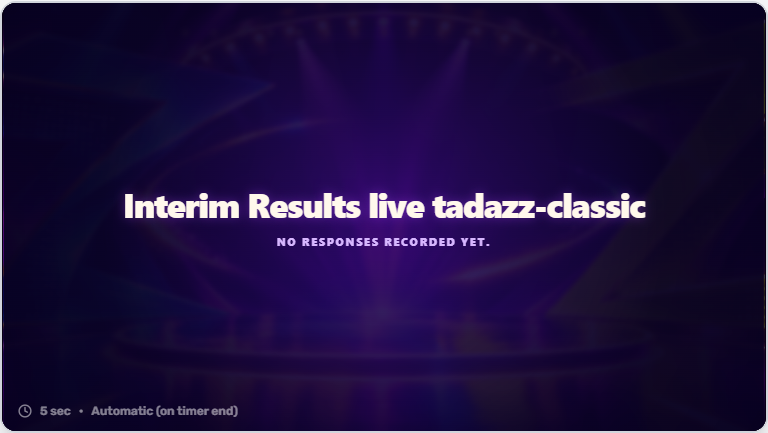 Interim Results live tadazz-classic
NO RESPONSES RECORDED YET.
5 sec • Automatic (on timer end)